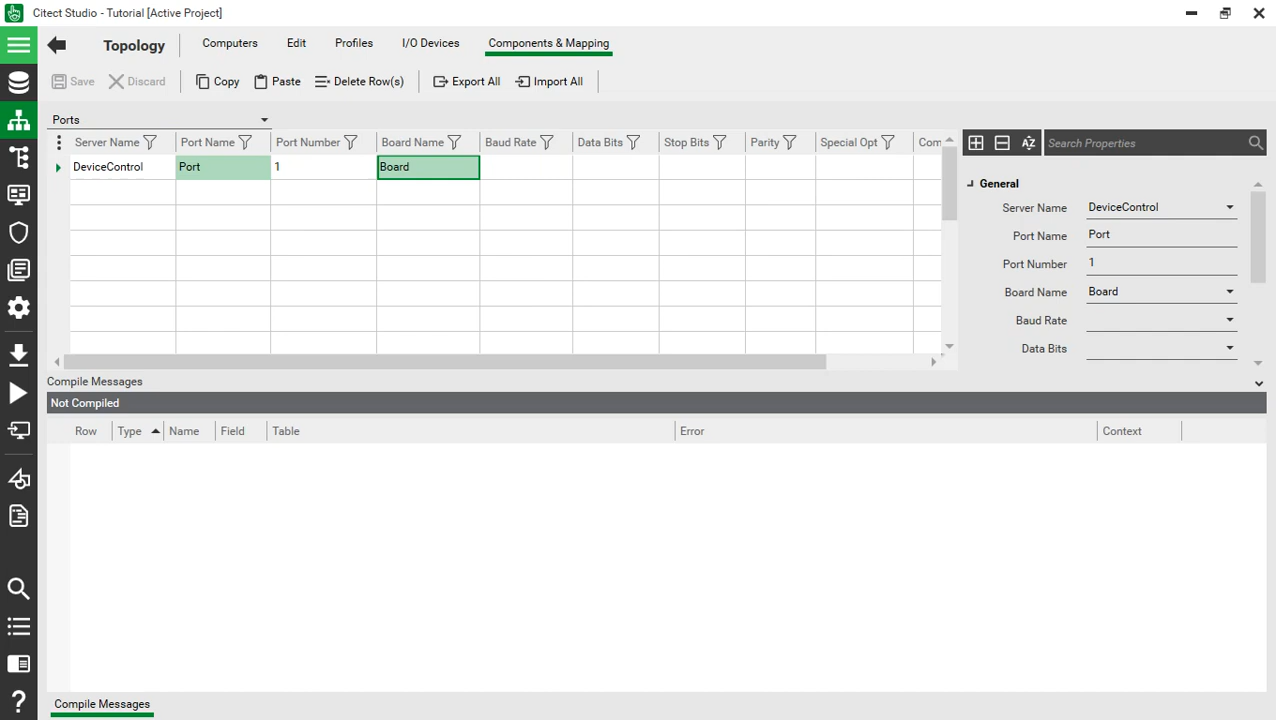 Citect Studio - Tutorial [Active Project]
Topology
Computers Edit Profiles I/O Devices Components & Mapping
Save Discard Copy Paste Delete Row(s) Export All Import All
Ports
Server Name Port Name Port Number Board Name Baud Rate Data Bits Stop Bits Parity Special Opt Com
DeviceControl Port 1 Board
AZ Search Properties
General
Server Name DeviceControl
Port Name Port
Port Number 1
Board Name Board
Baud Rate
Data Bits
Compile Messages
Not Compiled
Row Type Name Field Table Error Context
Compile Messages